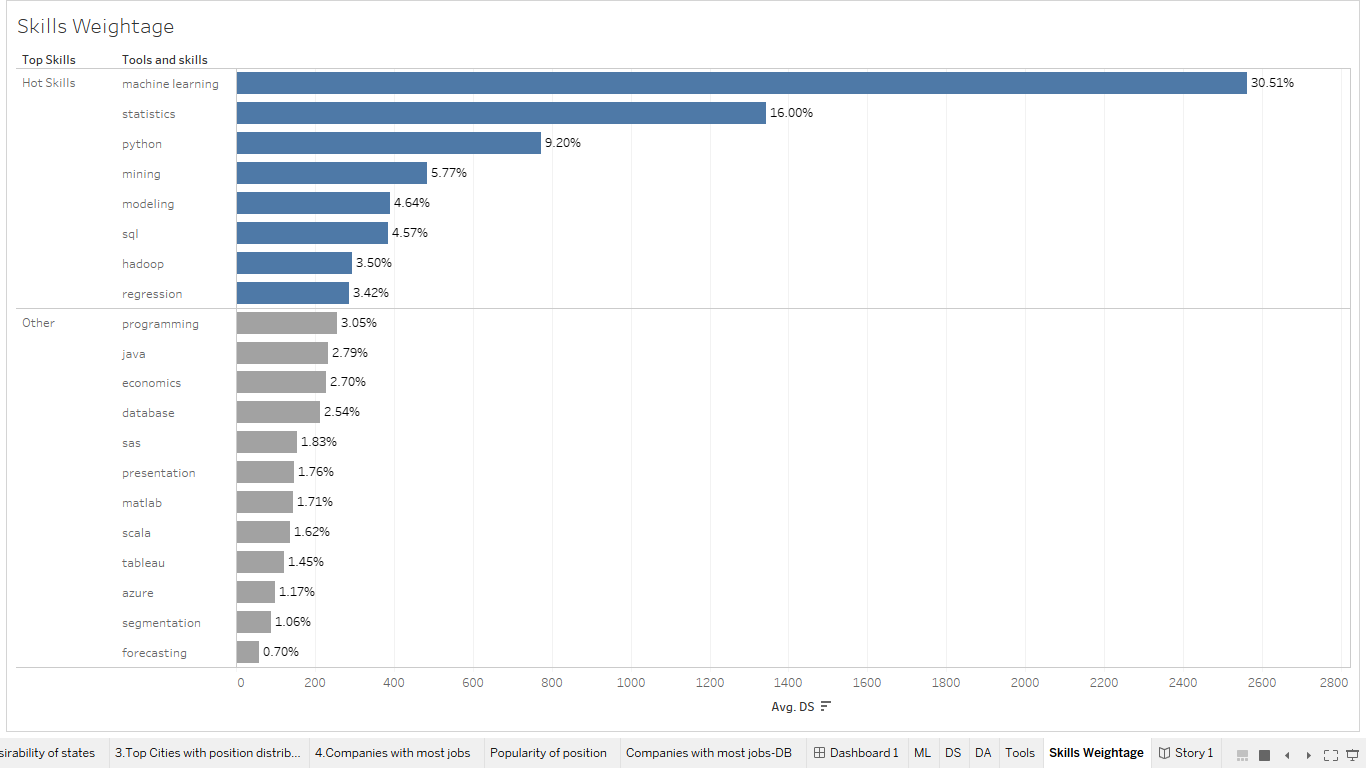 Skills Weightage
Top Skills Tools and skills
Hot Skills machine learning 30.51%
statistics 16.00%
python 9.20%
mining 5.77%
modeling 4.64%
sql 4.57%
hadoop 3.50%
regression 3.42%
Other programming 3.05%
java 2.79%
economics 2.70%
database 2.54%
sas 1.83%
presentation 1.76%
matlab 1.71%
scala 1.62%
tableau 1.45%
azure 1.17%
segmentation 1.06%
forecasting 0.70%
0 200 400 600 800 1000 1200 1400 1600 1800 2000 2200 2400 2600 2800
Avg. DS
sirability of states 3.Top Cities with position distrib... 4.Companies with most jobs Popularity of position Companies with most jobs-DB Dashboard 1 ML DS DA Tools Skills Weightage Story 1